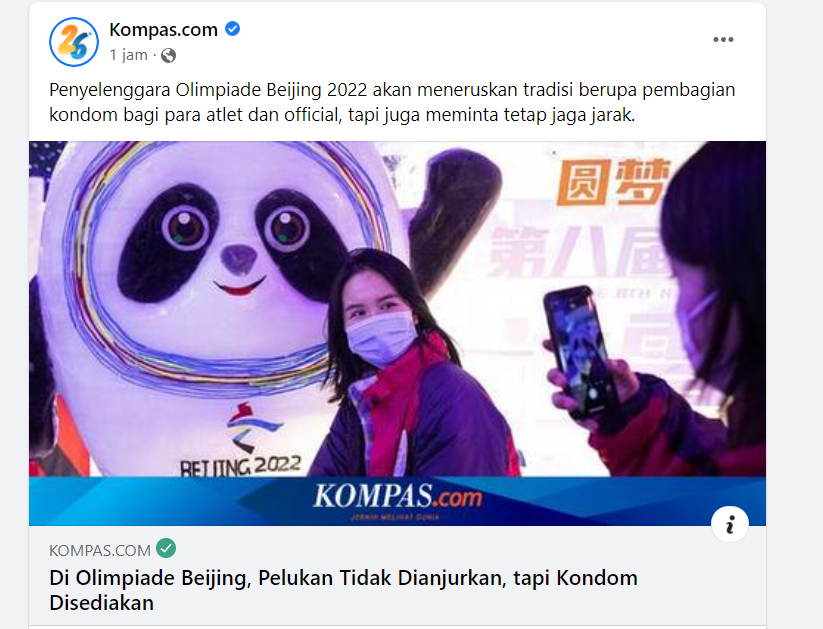 26
Kompas.com
1 jam ·
Penyelenggara Olimpiade Beijing 2022 akan meneruskan tradisi berupa pembagian
kondom bagi para atlet dan official, tapi juga meminta tetap jaga jarak.
圆梦
第八届
BEIJING 2022
KOMPAS.com
JERNIH MELIHAT DUNIA
KOMPAS.COM
Di Olimpiade Beijing, Pelukan Tidak Dianjurkan, tapi Kondom
Disediakan